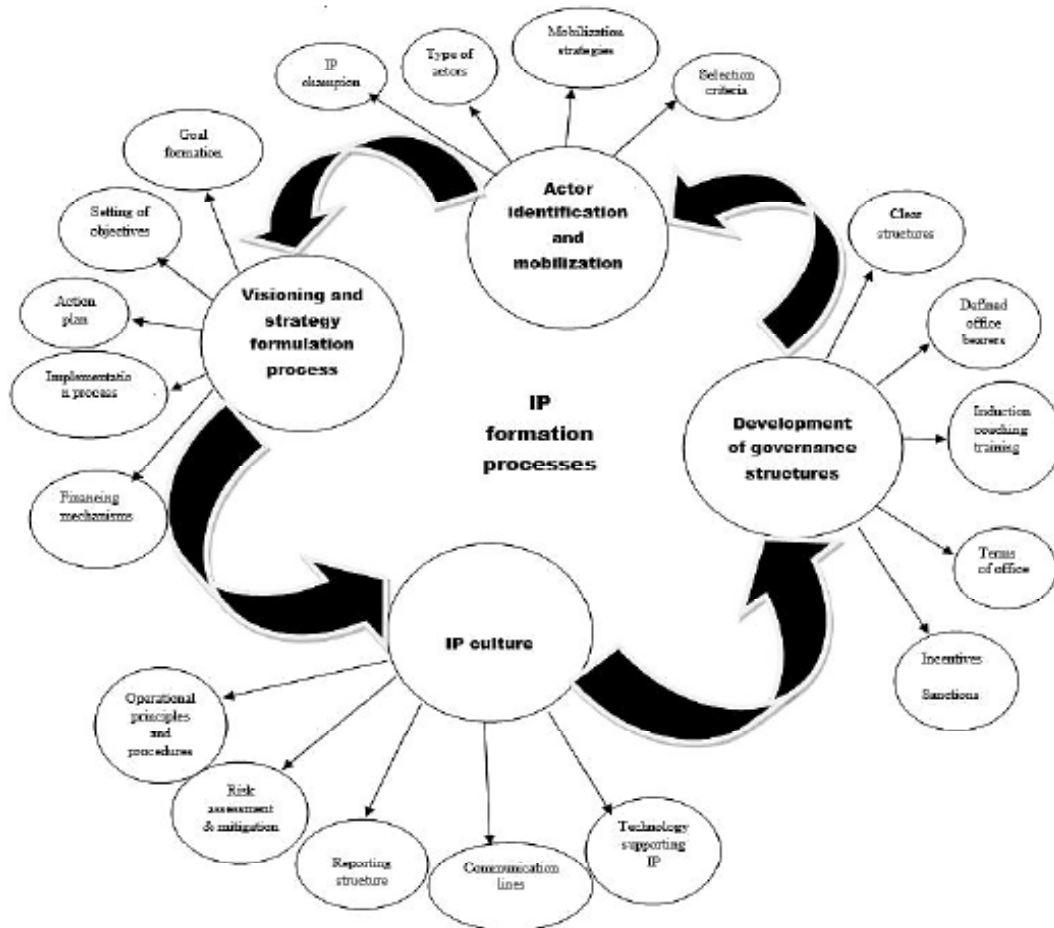 Mobilization
strategies
Type of
actors
IP
champion
Selection
criteria
Goal
formation
Actor
identification
and
mobilization
Setting of
objectives
Clear
structures
Visioning and
strategy
formulation
process
Action
plan
Defined
office
bearers
Implementatio
n process
IP
formation
processes
Development
of governance
structures
Induction
coaching
training
Financing
mechanisms
Terms
of office
IP culture
Incentives
Sanctions
Operational
principles
and
procedures
Risk
assessment
& mitigation
Reporting
structure
Communication
lines
Technology
supporting
IP